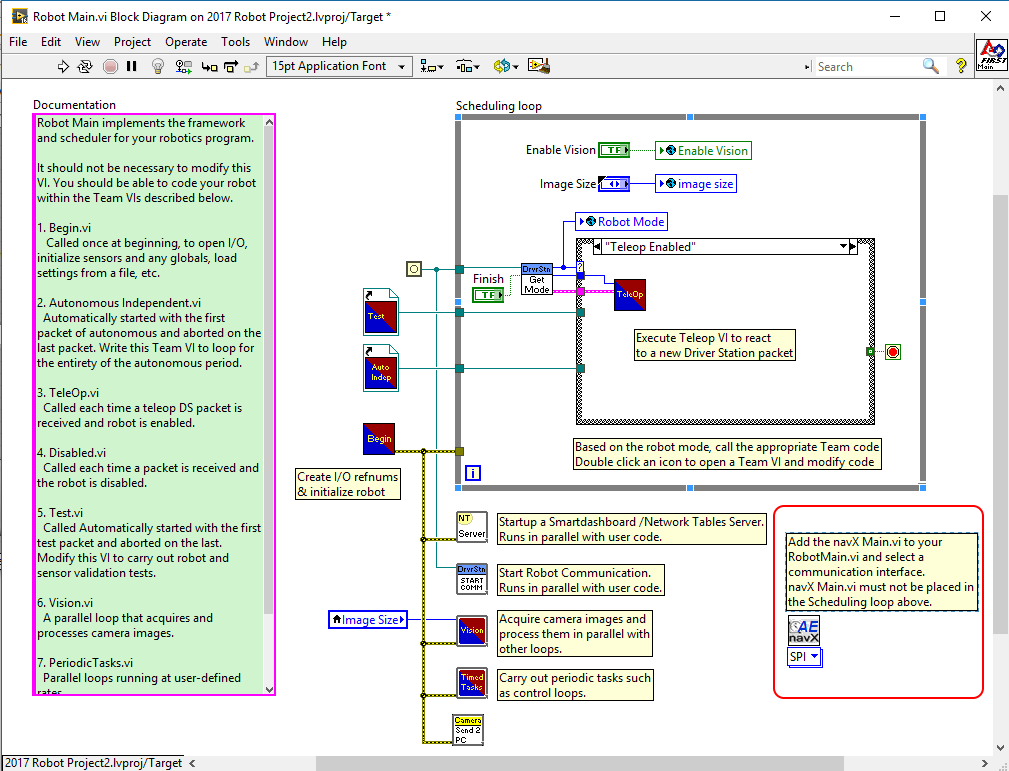 Robot Main.vi Block Diagram on 2017 Robot Project2.lvproj/Target *
File Edit View Project Operate Tools Window Help
15pt Application Font
Search
FIRST
Main
Documentation
Robot Main implements the framework
and scheduler for your robotics program.
It should not be necessary to modify this
VI. You should be able to code your robot
within the Team VIs described below.
1. Begin.vi
Called once at beginning, to open I/O,
initialize sensors and any globals, load
settings from a file, etc.
2. Autonomous Independent.vi
Automatically started with the first
packet of autonomous and aborted on the
last packet. Write this Team VI to loop for
the entirety of the autonomous period.
3. TeleOp.vi
Called each time a teleop DS packet is
received and robot is enabled.
4. Disabled.vi
Called each time a packet is received and
the robot is disabled.
5. Test.vi
Called Automatically started with the first
test packet and aborted on the last.
Modify this VI to carry out robot and
sensor validation tests.
6. Vision.vi
A parallel loop that acquires and
processes camera images.
7. PeriodicTasks.vi
Parallel loops running at user-defined
rates
Scheduling loop
Enable Vision
TF
Enable Vision
Image Size
image size
Robot Mode
"Teleop Enabled"
Finish
TF
DrvrStn
Get
Mode
?
TeleOp
Execute Teleop VI to react
to a new Driver Station packet
Test
Auto
Indep
Begin
Create I/O refnums
& initialize robot
Based on the robot mode, call the appropriate Team code
Double click an icon to open a Team VI and modify code
i
NT
Server
Startup a Smartdashboard /Network Tables Server.
Runs in parallel with user code.
DrvrStn
START
COMM
Start Robot Communication.
Runs in parallel with user code.
Image Size
Vision
Acquire camera images and
process them in parallel with
other loops.
Timed
Tasks
Carry out periodic tasks such
as control loops.
Camera
Send 2
PC
Add the navX Main.vi to your
RobotMain.vi and select a
communication interface.
navX Main.vi must not be placed in
the Scheduling loop above.
AE
navX
SPI
2017 Robot Project2.lvproj/Target